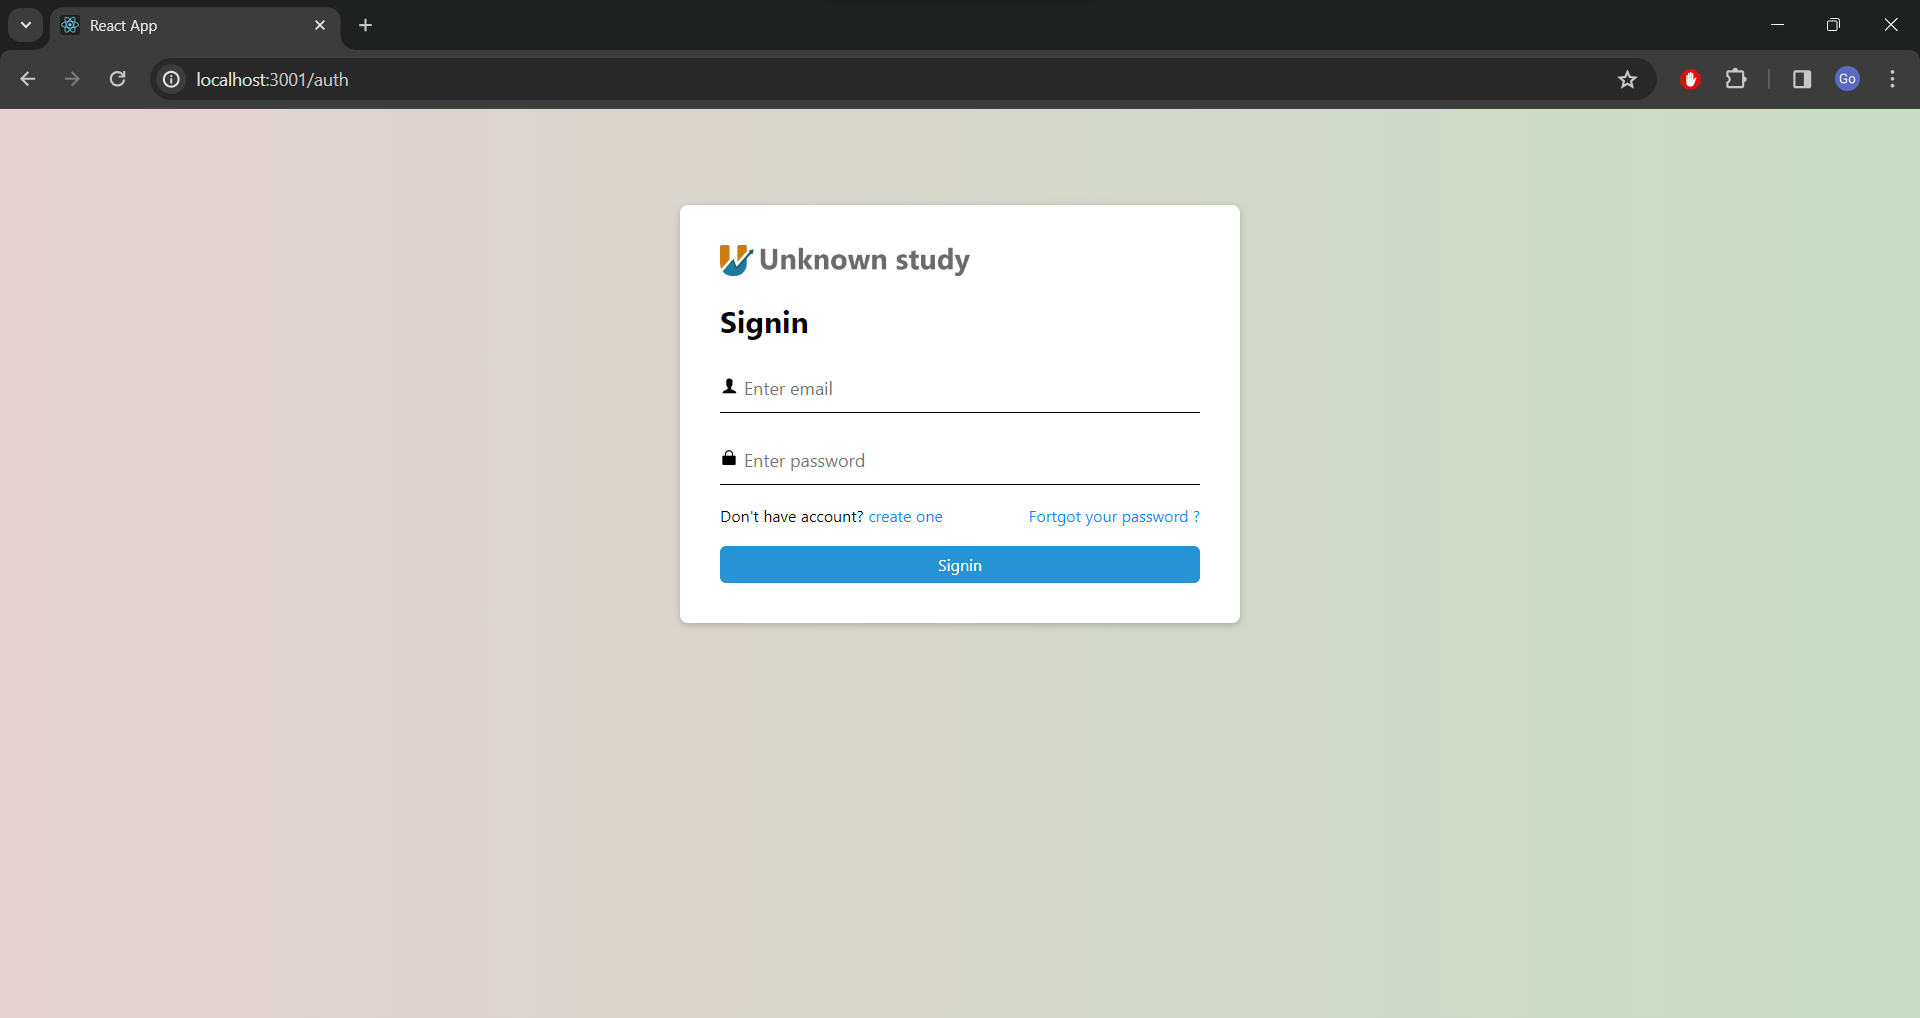 React App
localhost:3001/auth
Go
Unknown study
Signin
Enter email
Enter password
Don't have account? create one
Fortgot your password ?
Signin